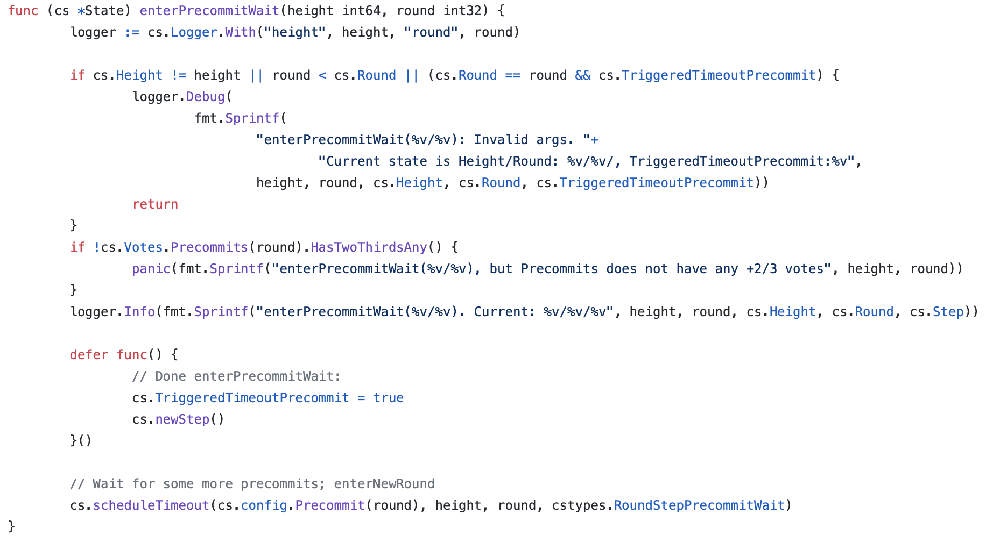 func (cs *State) enterPrecommitWait(height int64, round int32) {
logger := cs.Logger.With("height", height, "round", round)
if cs.Height != height || round < cs.Round || (cs.Round == round && cs.TriggeredTimeoutPrecommit) {
logger.Debug(
fmt.Sprintf(
"enterPrecommitWait(%v/%v): Invalid args. "+
"Current state is Height/Round: %v/%v/, TriggeredTimeoutPrecommit:%v",
height, round, cs.Height, cs.Round, cs.TriggeredTimeoutPrecommit))
return
}
if !cs.Votes.Precommits(round).HasTwoThirdsAny() {
panic(fmt.Sprintf("enterPrecommitWait(%v/%v), but Precommits does not have any +2/3 votes", height, round))
}
logger.Info(fmt.Sprintf("enterPrecommitWait(%v/%v). Current: %v/%v/%v", height, round, cs.Height, cs.Round, cs.Step))
defer func() {
// Done enterPrecommitWait:
cs.TriggeredTimeoutPrecommit = true
cs.newStep()
}()
// Wait for some more precommits; enterNewRound
cs.scheduleTimeout(cs.config.Precommit(round), height, round, cstypes.RoundStepPrecommitWait)
}